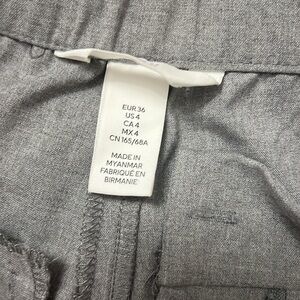 EUR 36
US 4
CA 4
MX 4
CN 165/68A
MADE IN
MYANMAR
FABRIQUÉ EN
BIRMANIE